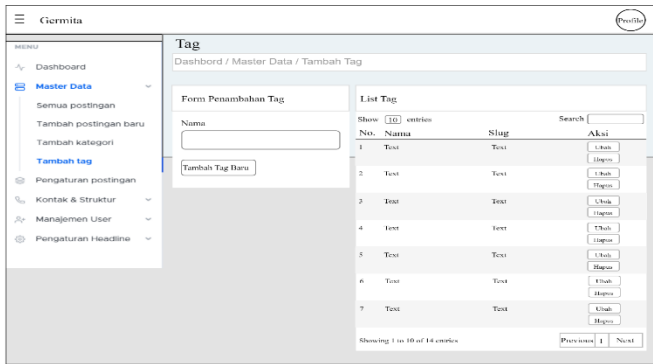 Germita
Profile
MENU
Dashboard
Master Data
Semua postingan
Tambah postingan baru
Tambah kategori
Tambah tag
Pengaturan postingan
Kontak & Struktur
Manajemen User
Pengaturan Headline
Tag
Dashbord / Master Data / Tambah Tag
Form Penambahan Tag
Nama
Tambah Tag Baru
List Tag
Show 10 entries Search
No. Nama Slug Aksi
1 Text Text Ubah
Hapus
2 Text Text Ubah
Hapus
3 Text Text Ubah
Hapus
4 Text Text Ubah
Hapus
5 Text Text Ubah
Hapus
6 Text Text Ubah
Hapus
7 Text Text Ubah
Hapus
Showing 1 to 10 of 14 entries Previous 1 Next